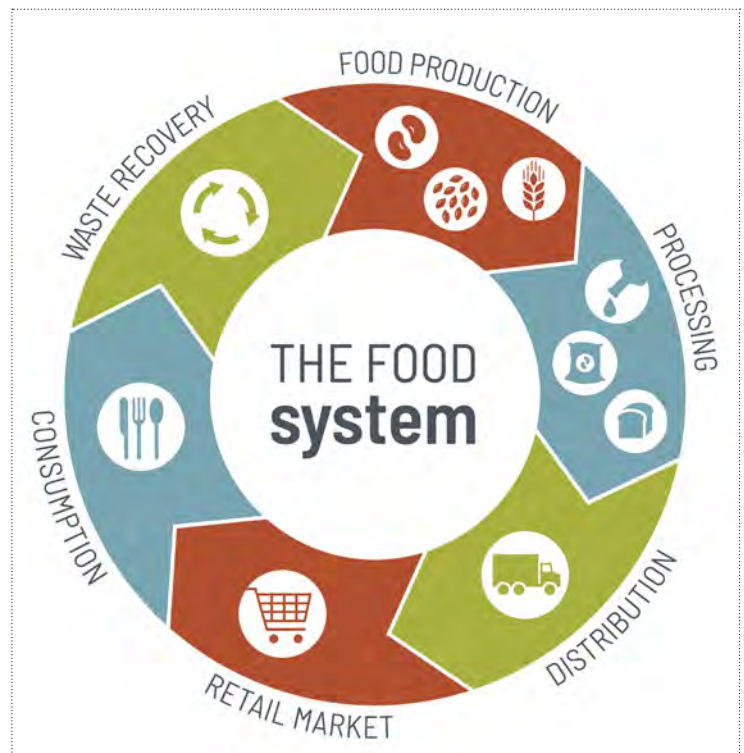 FOOD PRODUCTION
PROCESSING
DISTRIBUTION
RETAIL MARKET
CONSUMPTION
WASTE RECOVERY
THE FOOD
system